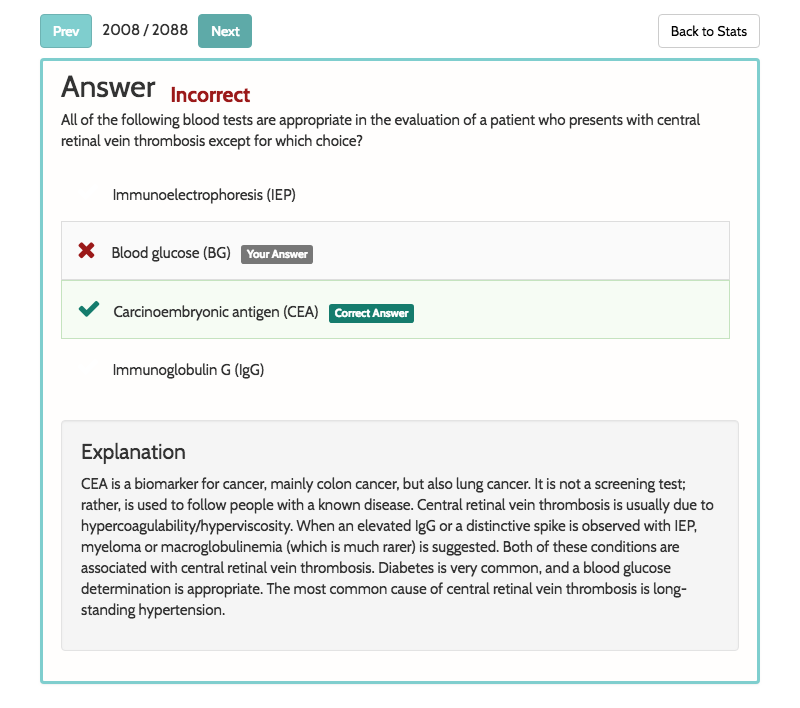 Prev 2008 / 2088 Next Back to Stats
Answer Incorrect
All of the following blood tests are appropriate in the evaluation of a patient who presents with central
retinal vein thrombosis except for which choice?
Immunoelectrophoresis (IEP)
Blood glucose (BG) Your Answer
Carcinoembryonic antigen (CEA) Correct Answer
Immunoglobulin G (IgG)
Explanation
CEA is a biomarker for cancer, mainly colon cancer, but also lung cancer. It is not a screening test;
rather, is used to follow people with a known disease. Central retinal vein thrombosis is usually due to
hypercoagulability/hyperviscosity. When an elevated IgG or a distinctive spike is observed with IEP,
myeloma or macroglobulinemia (which is much rarer) is suggested. Both of these conditions are
associated with central retinal vein thrombosis. Diabetes is very common, and a blood glucose
determination is appropriate. The most common cause of central retinal vein thrombosis is long-
standing hypertension.